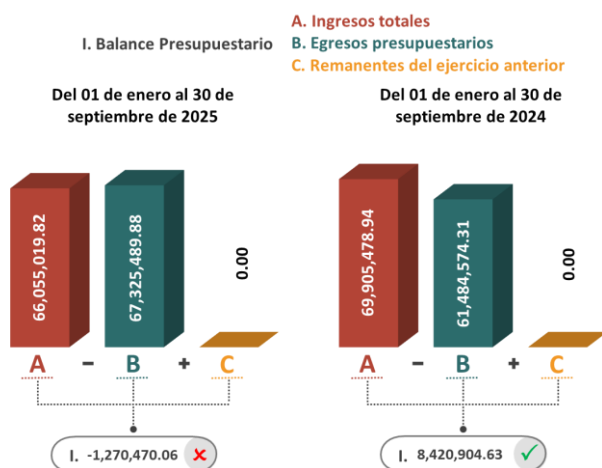 I. Balance Presupuestario
A. Ingresos totales
B. Egresos presupuestarios
C. Remanentes del ejercicio anterior
Del 01 de enero al 30 de
septiembre de 2025
66,055,019.82
67,325,489.88
0.00
A − B + C
I. -1,270,470.06
Del 01 de enero al 30 de
septiembre de 2024
69,905,478.94
61,484,574.31
0.00
A − B + C
I. 8,420,904.63